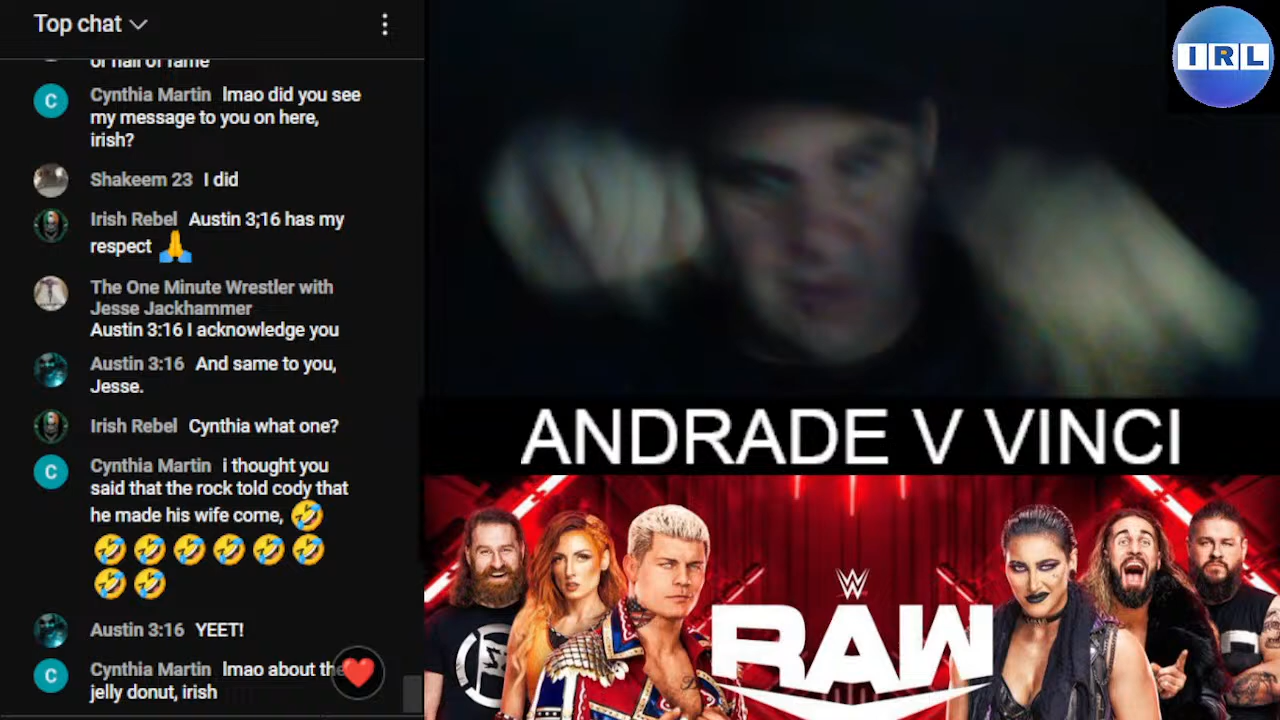 Top chat
or hall of fame
Cynthia Martin lmao did you see
my message to you on here,
irish?
Shakeem 23 I did
Irish Rebel Austin 3;16 has my
respect 🙏
The One Minute Wrestler with
Jesse Jackhammer
Austin 3:16 I acknowledge you
Austin 3:16 And same to you,
Jesse.
Irish Rebel Cynthia what one?
Cynthia Martin i thought you
said that the rock told cody that
he made his wife come, 🤣
🤣🤣🤣🤣🤣🤣
🤣🤣
Austin 3:16 YEET!
Cynthia Martin lmao about the
jelly donut, irish
IRL
ANDRADE V VINCI
W
RAW